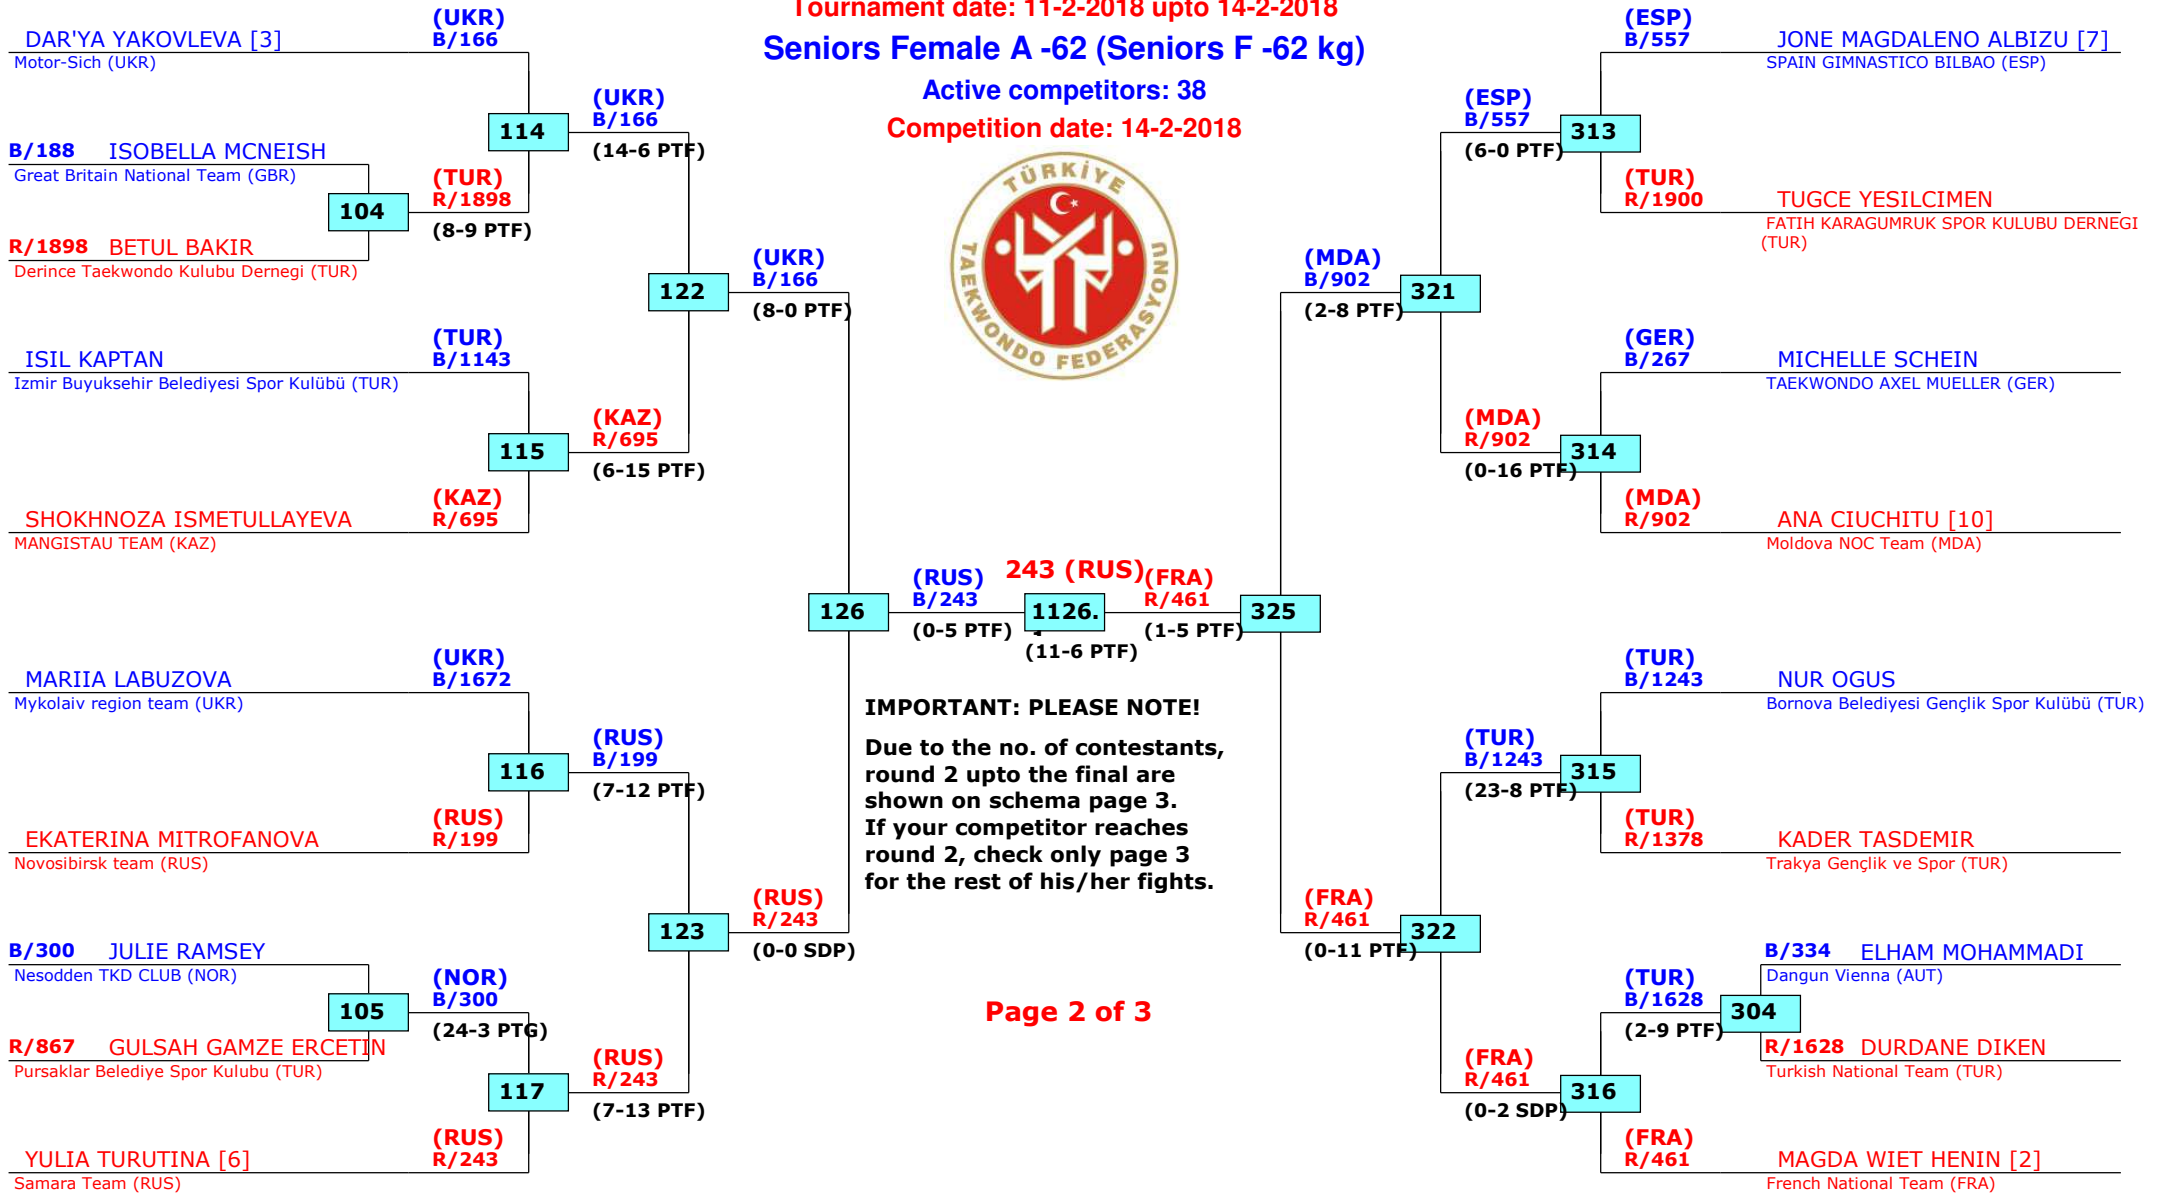 Tournament date: 11-2-2018 upto 14-2-2018
Seniors Female A -62 (Seniors F -62 kg)
Active competitors: 38
Competition date: 14-2-2018
TÜRKİYE
TAEKWONDO FEDERASYONU
DAR'YA YAKOVLEVA [3]
Motor-Sich (UKR)
(UKR)
B/166
B/188 ISOBELLA MCNEISH
Great Britain National Team (GBR)
104
R/1898 BETUL BAKIR
Derince Taekwondo Kulubu Dernegi (TUR)
(TUR)
R/1898
(8-9 PTF)
114
(UKR)
B/166
(14-6 PTF)
ISIL KAPTAN
Izmir Buyuksehir Belediyesi Spor Kulübü (TUR)
(TUR)
B/1143
115
SHOKHNOZA ISMETULLAYEVA
MANGISTAU TEAM (KAZ)
(KAZ)
R/695
(KAZ)
R/695
(6-15 PTF)
122
(UKR)
B/166
(8-0 PTF)
MARIIA LABUZOVA
Mykolaiv region team (UKR)
(UKR)
B/1672
116
EKATERINA MITROFANOVA
Novosibirsk team (RUS)
(RUS)
R/199
(RUS)
B/199
(7-12 PTF)
B/300 JULIE RAMSEY
Nesodden TKD CLUB (NOR)
105
R/867 GULSAH GAMZE ERCETIN
Pursaklar Belediye Spor Kulubu (TUR)
(NOR)
B/300
(24-3 PTG)
117
YULIA TURUTINA [6]
Samara Team (RUS)
(RUS)
R/243
(RUS)
R/243
(7-13 PTF)
123
(RUS)
R/243
(0-0 SDP)
126
(RUS)
B/243
(0-5 PTF)
243 (RUS)
1126.
(11-6 PTF)
(FRA)
R/461
(1-5 PTF)
325
IMPORTANT: PLEASE NOTE!
Due to the no. of contestants,
round 2 upto the final are
shown on schema page 3.
If your competitor reaches
round 2, check only page 3
for the rest of his/her fights.
Page 2 of 3
(MDA)
B/902
(2-8 PTF)
321
(ESP)
B/557
(6-0 PTF)
313
(ESP)
B/557
JONE MAGDALENO ALBIZU [7]
SPAIN GIMNASTICO BILBAO (ESP)
(TUR)
R/1900
TUGCE YESILCIMEN
FATIH KARAGUMRUK SPOR KULUBU DERNEGI
(TUR)
(GER)
B/267
MICHELLE SCHEIN
TAEKWONDO AXEL MUELLER (GER)
(MDA)
R/902
(0-16 PTF)
314
(MDA)
R/902
ANA CIUCHITU [10]
Moldova NOC Team (MDA)
(TUR)
B/1243
NUR OGUS
Bornova Belediyesi Gençlik Spor Kulübü (TUR)
(TUR)
B/1243
(23-8 PTF)
315
(TUR)
R/1378
KADER TASDEMIR
Trakya Gençlik ve Spor (TUR)
(FRA)
R/461
(0-11 PTF)
322
B/334 ELHAM MOHAMMADI
Dangun Vienna (AUT)
(TUR)
B/1628
(2-9 PTF)
304
R/1628 DURDANE DIKEN
Turkish National Team (TUR)
(FRA)
R/461
(0-2 SDP)
316
(FRA)
R/461
MAGDA WIET HENIN [2]
French National Team (FRA)